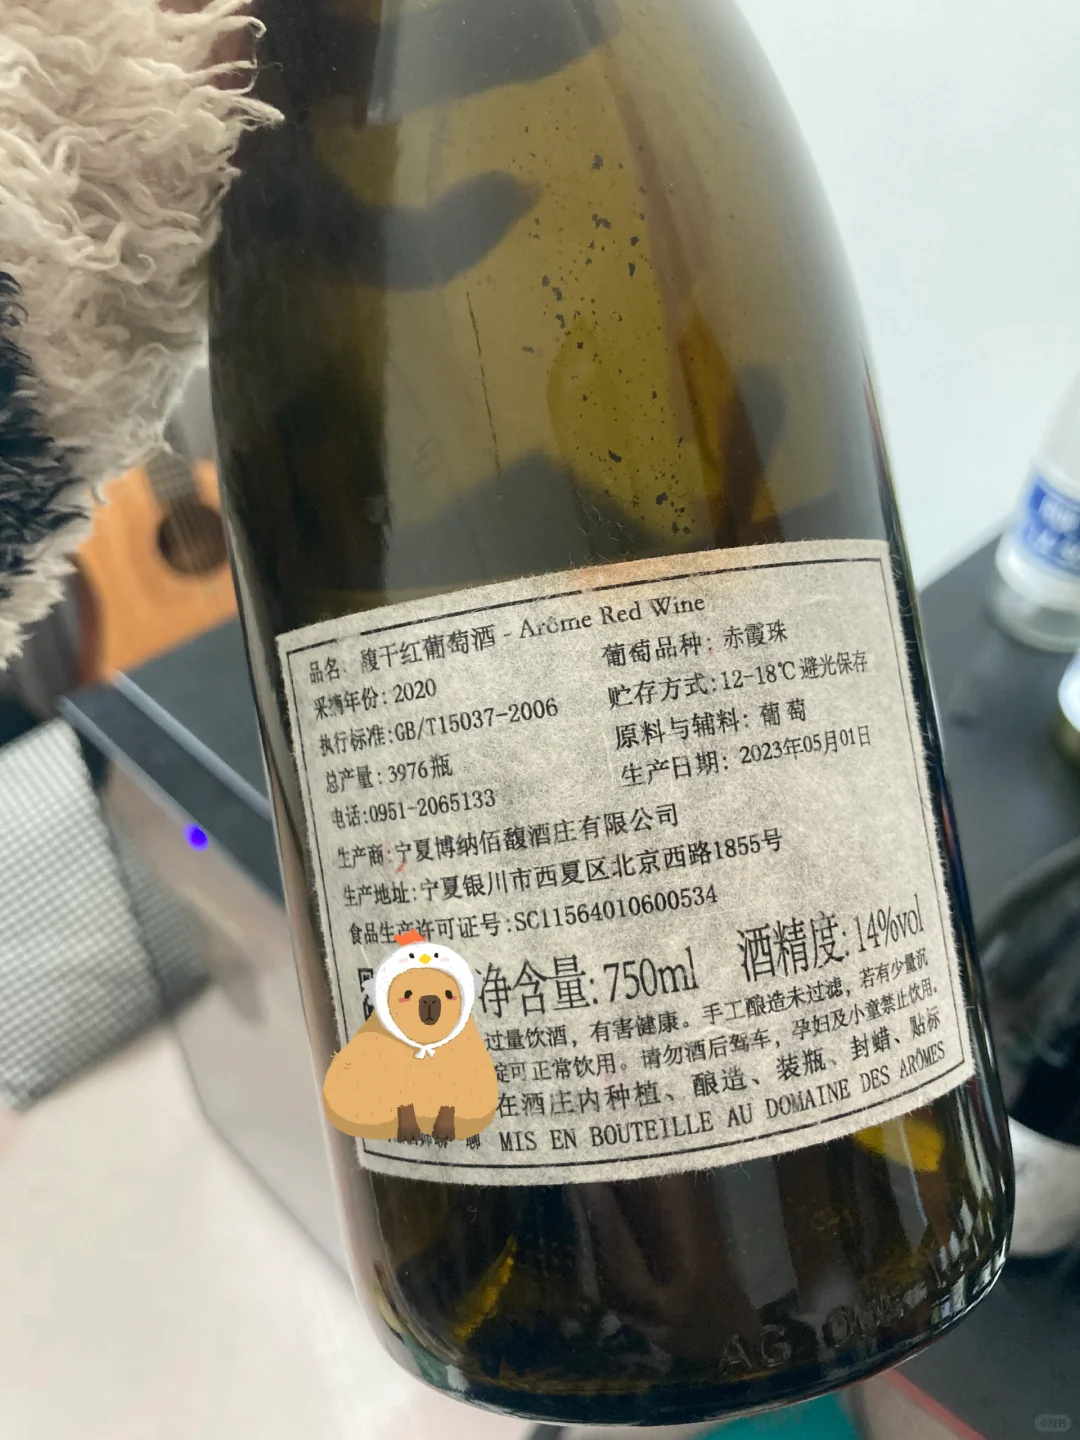 品名: 馥干红葡萄酒 - Arôme Red Wine
采摘年份: 2020
葡萄品种: 赤霞珠
执行标准:GB/T15037-2006
贮存方式:12-18℃ 避光保存
总产量: 3976瓶
原料与辅料: 葡萄
电话:0951-2065133
生产日期: 2023年05月01日
生产商:宁夏博纳佰馥酒庄有限公司
生产地址:宁夏银川市西夏区北京西路1855号
食品生产许可证号:SC11564010600534
净含量:750ml 酒精度:14%vol
过量饮酒，有害健康。手工酿造未过滤，若有少量沉
淀可正常饮用。请勿酒后驾车，孕妇及小童禁止饮用。
在酒庄内种植、酿造、装瓶、封蜡、贴标
MIS EN BOUTEILLE AU DOMAINE DES ARÔMES
AG